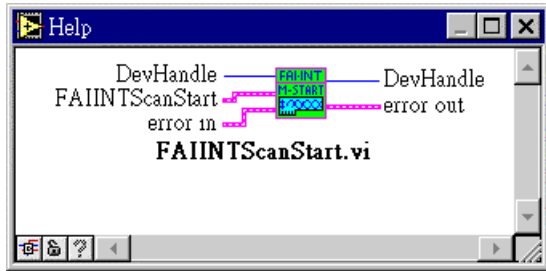 Help
DevHandle
DevHandle
FAIINTScanStart
error in
error out
FAI-INT
M-START
FAIINTScanStart.vi
?